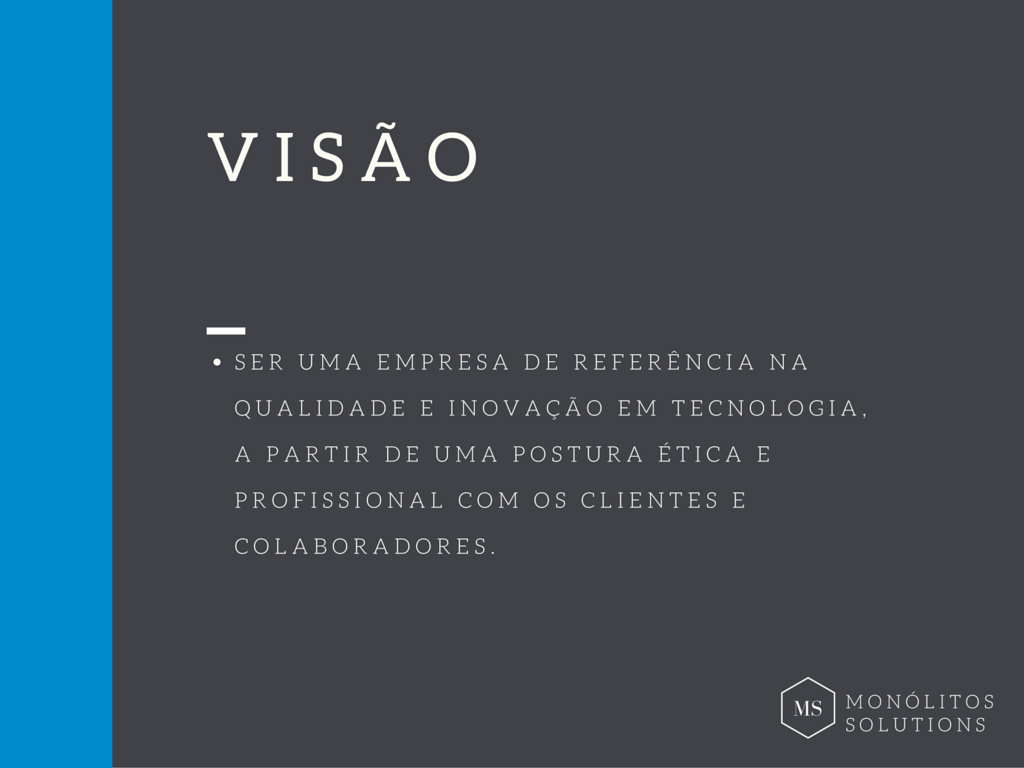 VISÃO
• SER UMA EMPRESA DE REFERÊNCIA NA
QUALIDADE E INOVAÇÃO EM TECNOLOGIA,
A PARTIR DE UMA POSTURA ÉTICA E
PROFISSIONAL COM OS CLIENTES E
COLABORADORES.
MS
MONÓLITOS
SOLUTIONS